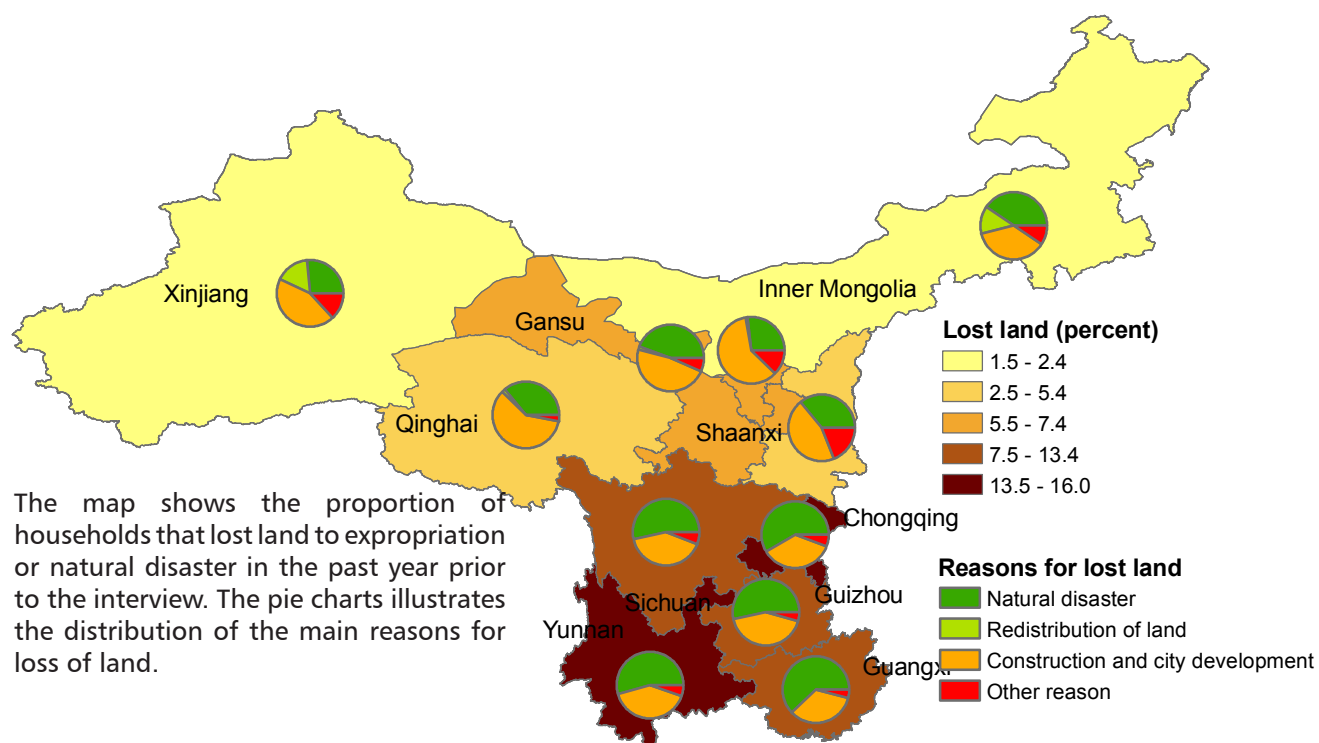 Xinjiang
Inner Mongolia
Gansu
Qinghai
Shaanxi
Chongqing
Sichuan
Guizhou
Yunnan
Guangxi
The map shows the proportion of
households that lost land to expropriation
or natural disaster in the past year prior
to the interview. The pie charts illustrates
the distribution of the main reasons for
loss of land.
Lost land (percent)
1.5 - 2.4
2.5 - 5.4
5.5 - 7.4
7.5 - 13.4
13.5 - 16.0
Reasons for lost land
Natural disaster
Redistribution of land
Construction and city development
Other reason